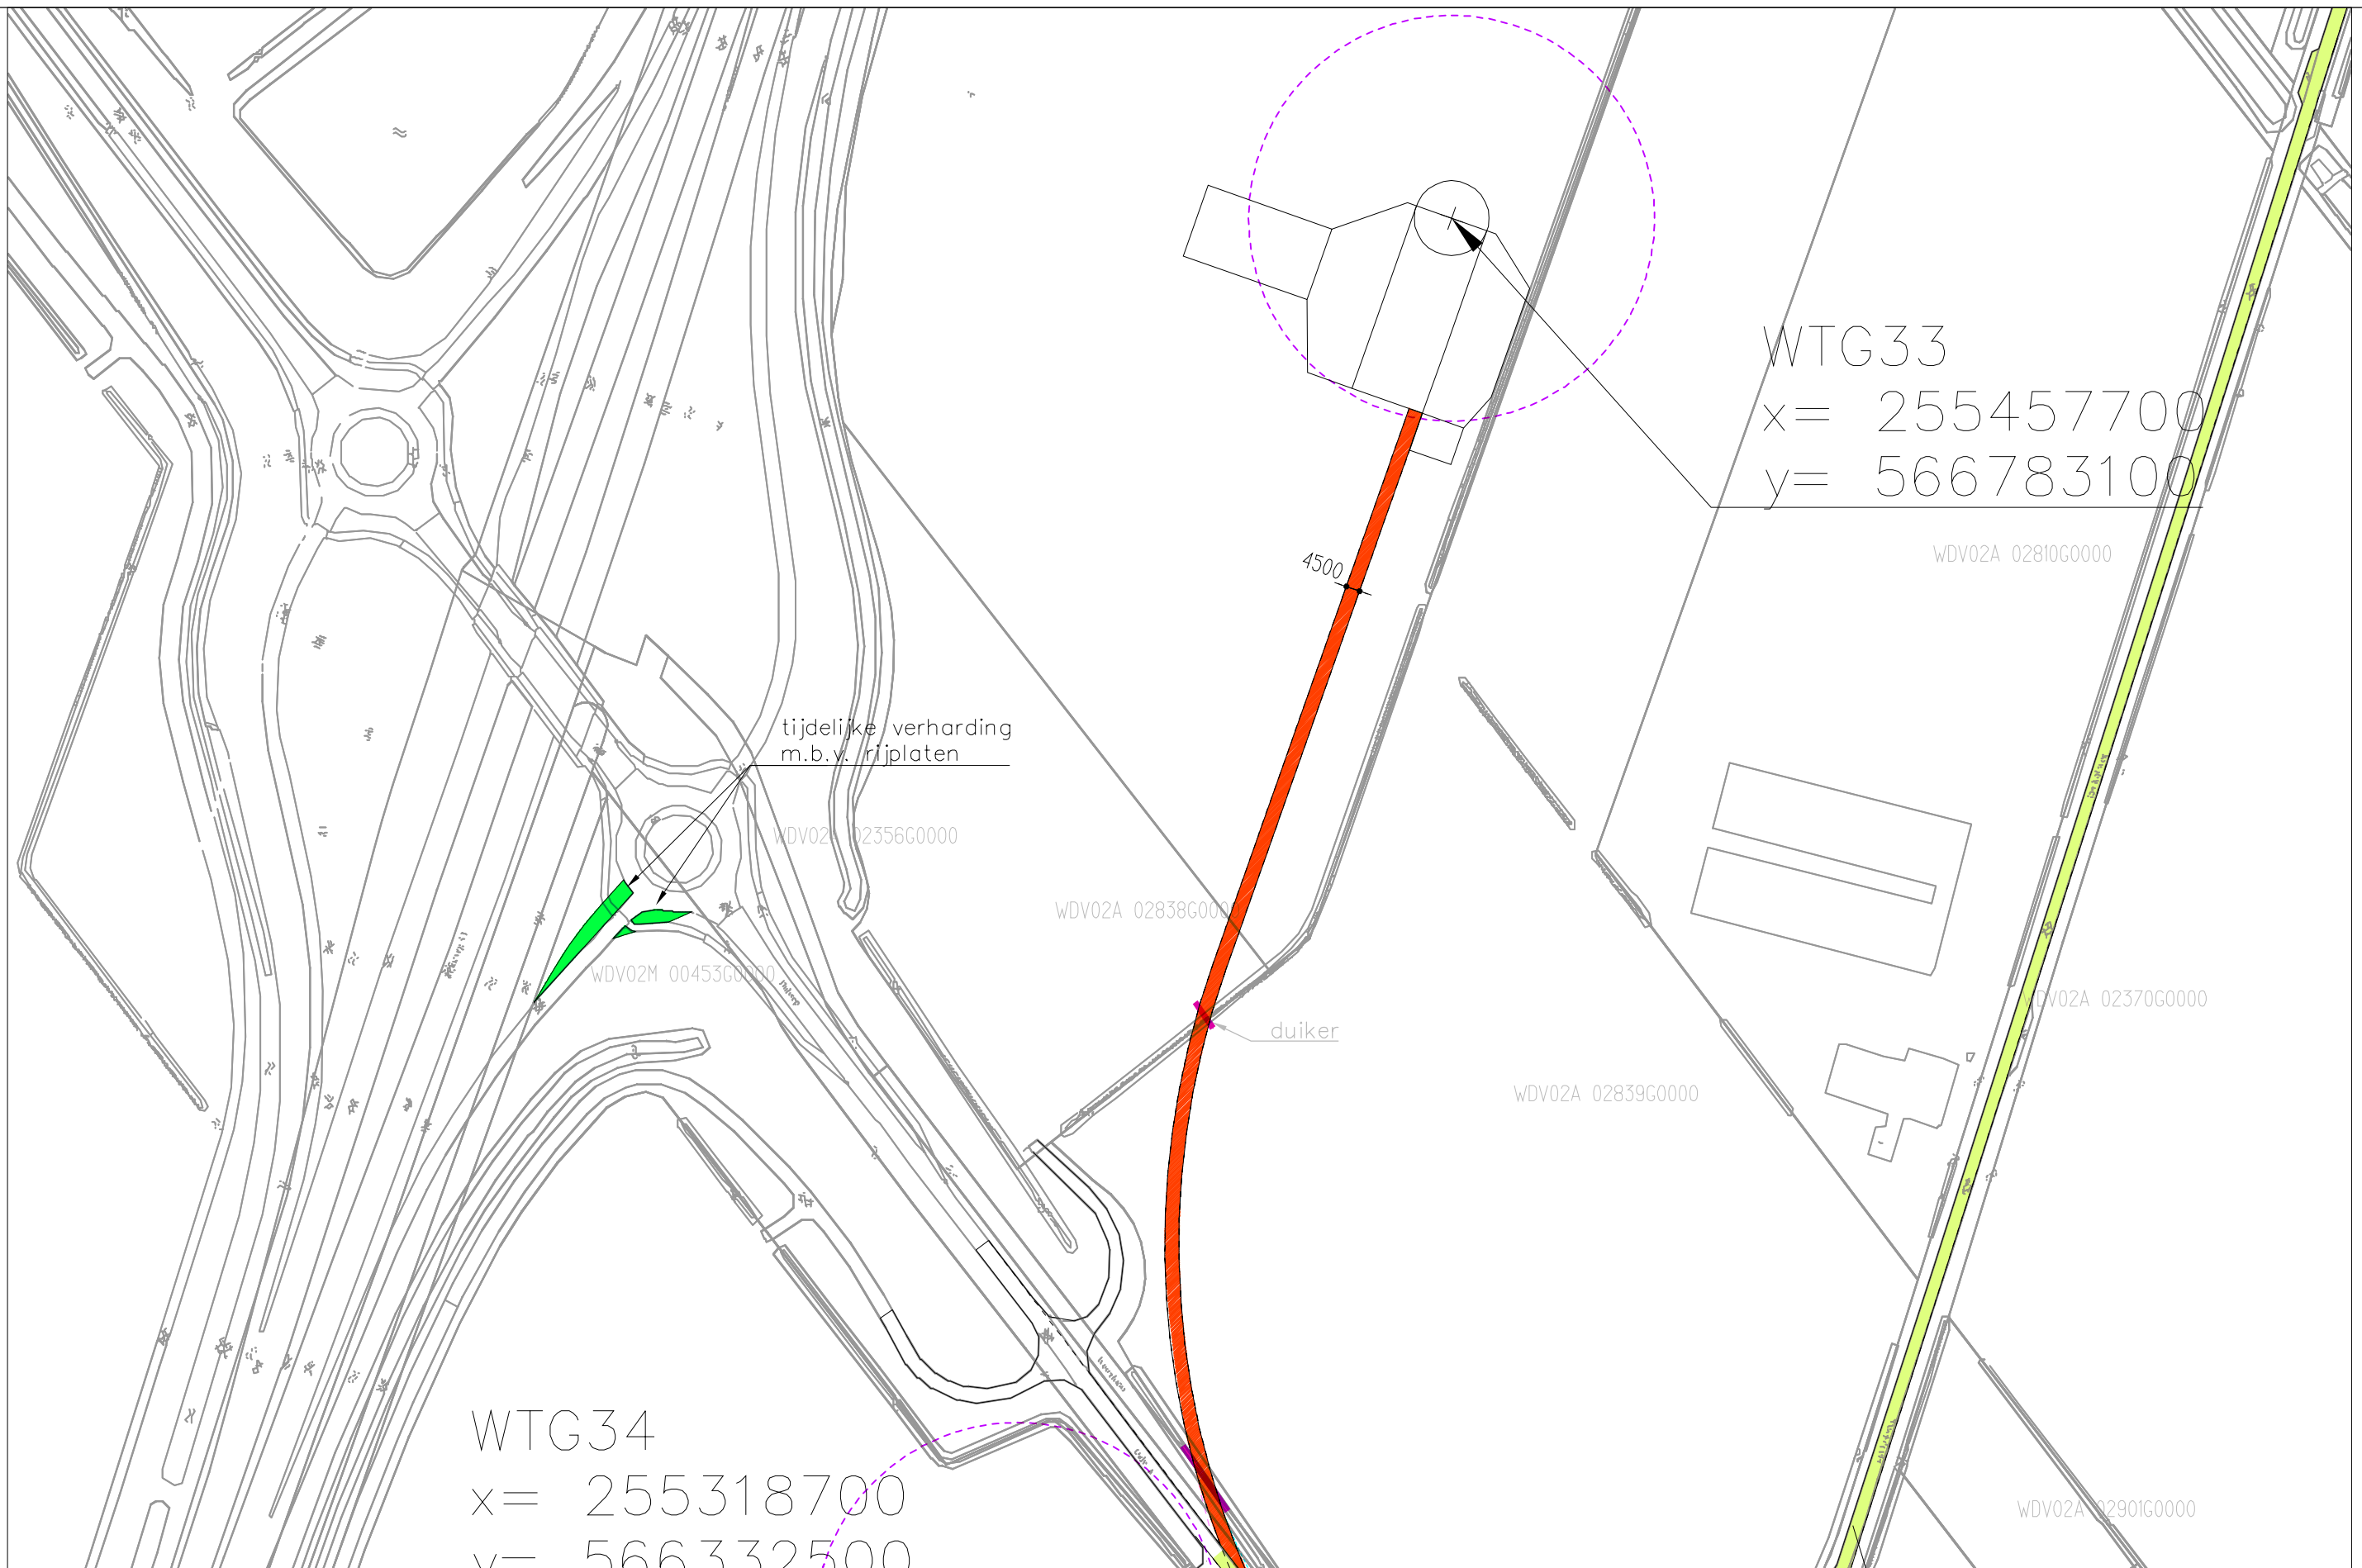 WTG33
x= 255457700
y= 566783100
WDV02A 02810G0000
4500
tijdelijke verharding
m.b.v. rijplaten
WDV02A 02356G0000
WDV02A 02838G0000
WDV02M 00453G0000
WDV02A 02370G0000
duiker
WDV02A 02839G0000
WTG34
x= 255318700
y= 566332500
WDV02A 02901G0000